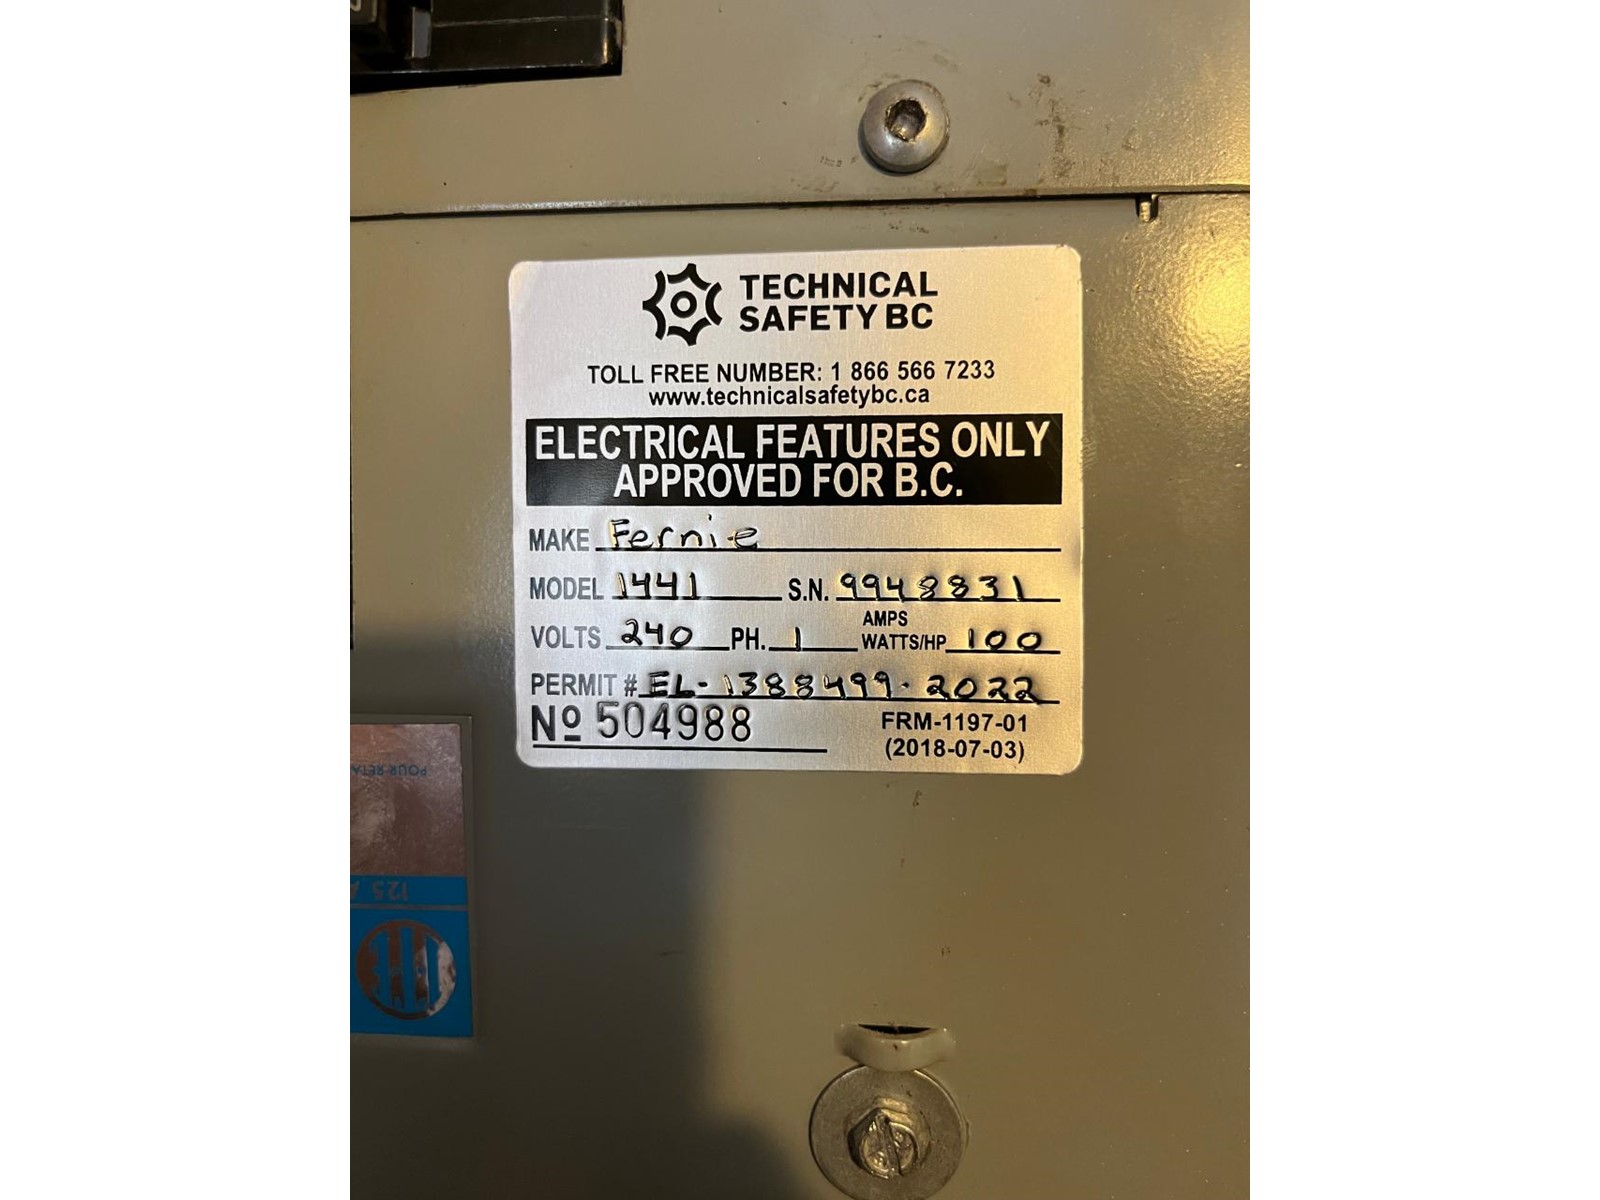 TECHNICAL
SAFETY BC
TOLL FREE NUMBER: 1 866 566 7233
www.technicalsafetybc.ca
ELECTRICAL FEATURES ONLY
APPROVED FOR B.C.
MAKE Fernie
MODEL 1441 S.N. 9948831
VOLTS 240 PH. 1 AMPS WATTS/HP 100
PERMIT # EL-1388499-2022
Nº 504988 FRM-1197-01
(2018-07-03)
POUR
125 A